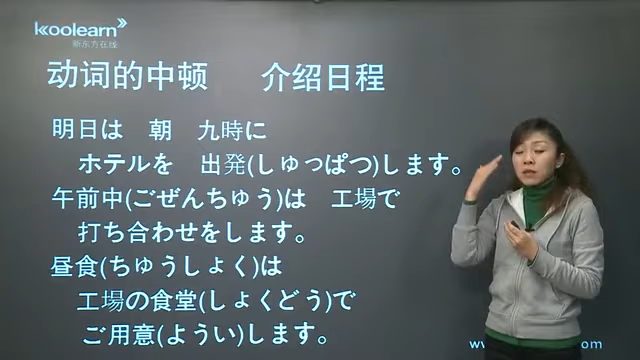 koolearn
新东方在线
动词的中顿 介绍日程
明日は 朝 九時に
ホテルを 出発(しゅっぱつ)します。
午前中(ごぜんちゅう)は 工場で
打ち合わせをします。
昼食(ちゅうしょく)は
工場の食堂(しょくどう)で
ご用意(ようい)します。